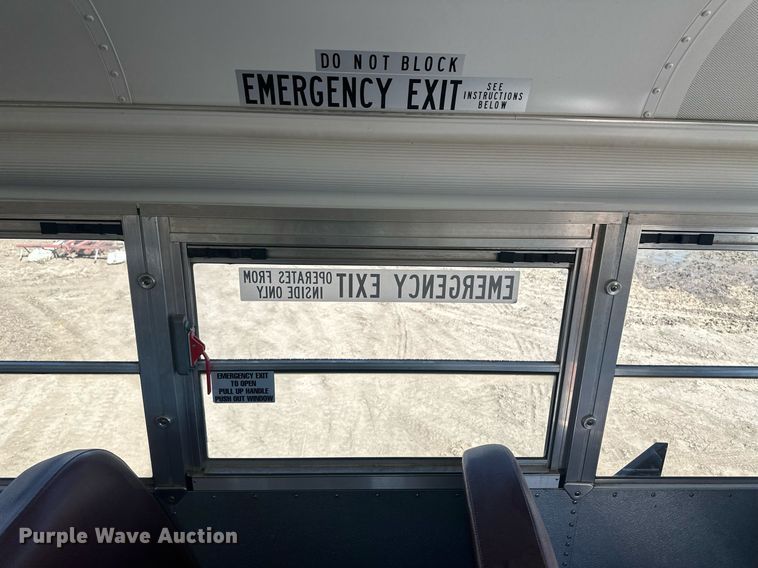 DO NOT BLOCK
EMERGENCY EXIT SEE INSTRUCTIONS BELOW
EMERGENCY EXIT OPERATES FROM INSIDE ONLY
EMERGENCY EXIT
TO OPEN
PULL UP HANDLE
PUSH OUT WINDOW
Purple Wave Auction